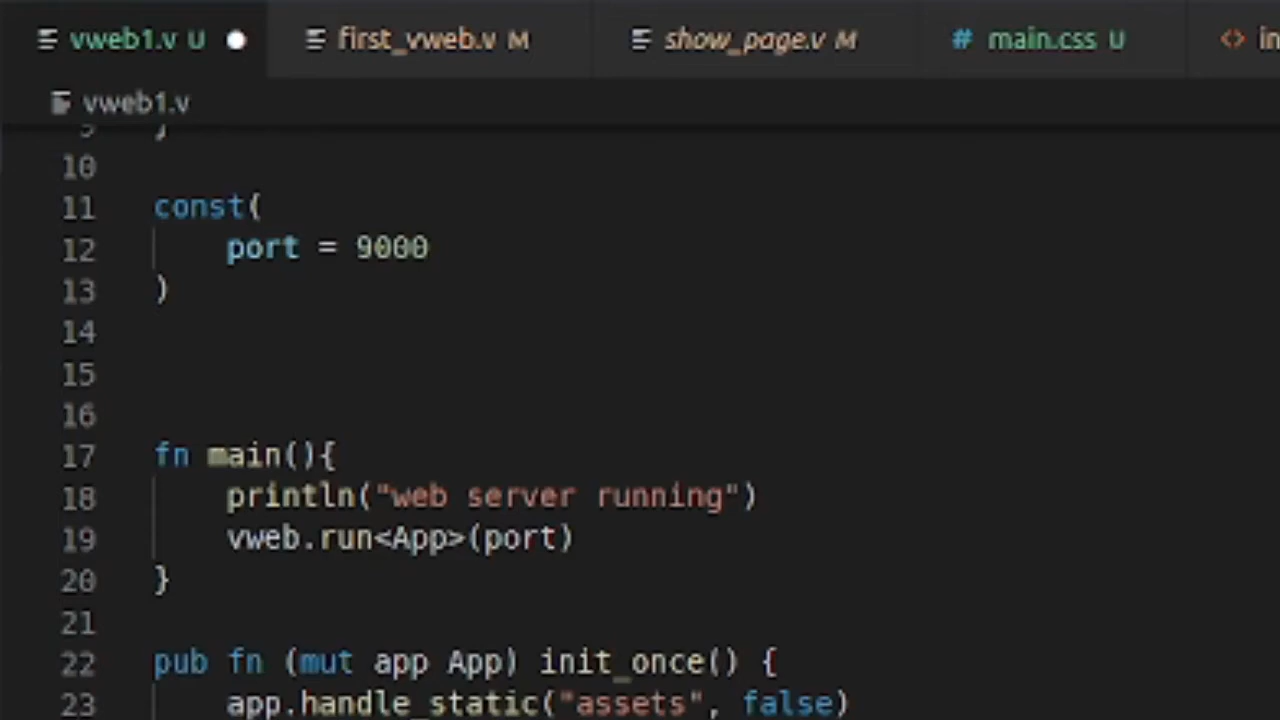 vweb1.v U first_vweb.v M show_page.v M # main.css U <> in
vweb1.v
9 }
10
11 const(
12 port = 9000
13 )
14
15
16
17 fn main(){
18 println("web server running")
19 vweb.run<App>(port)
20 }
21
22 pub fn (mut app App) init_once() {
23 app.handle_static("assets", false)